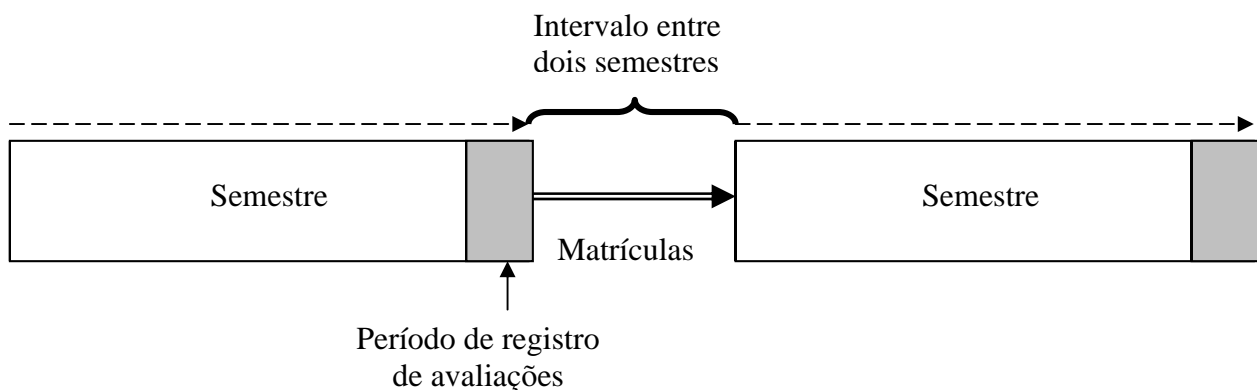 Intervalo entre
dois semestres
Semestre
Semestre
Matrículas
Período de registro
de avaliações